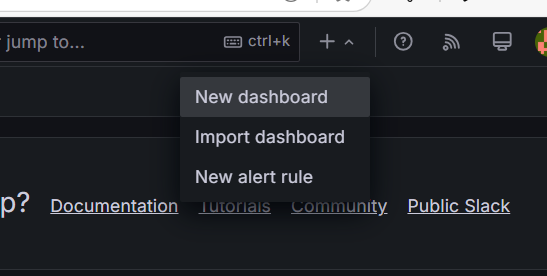 jump to... ctrl+k
New dashboard
Import dashboard
New alert rule
p? Documentation Tutorials Community Public Slack